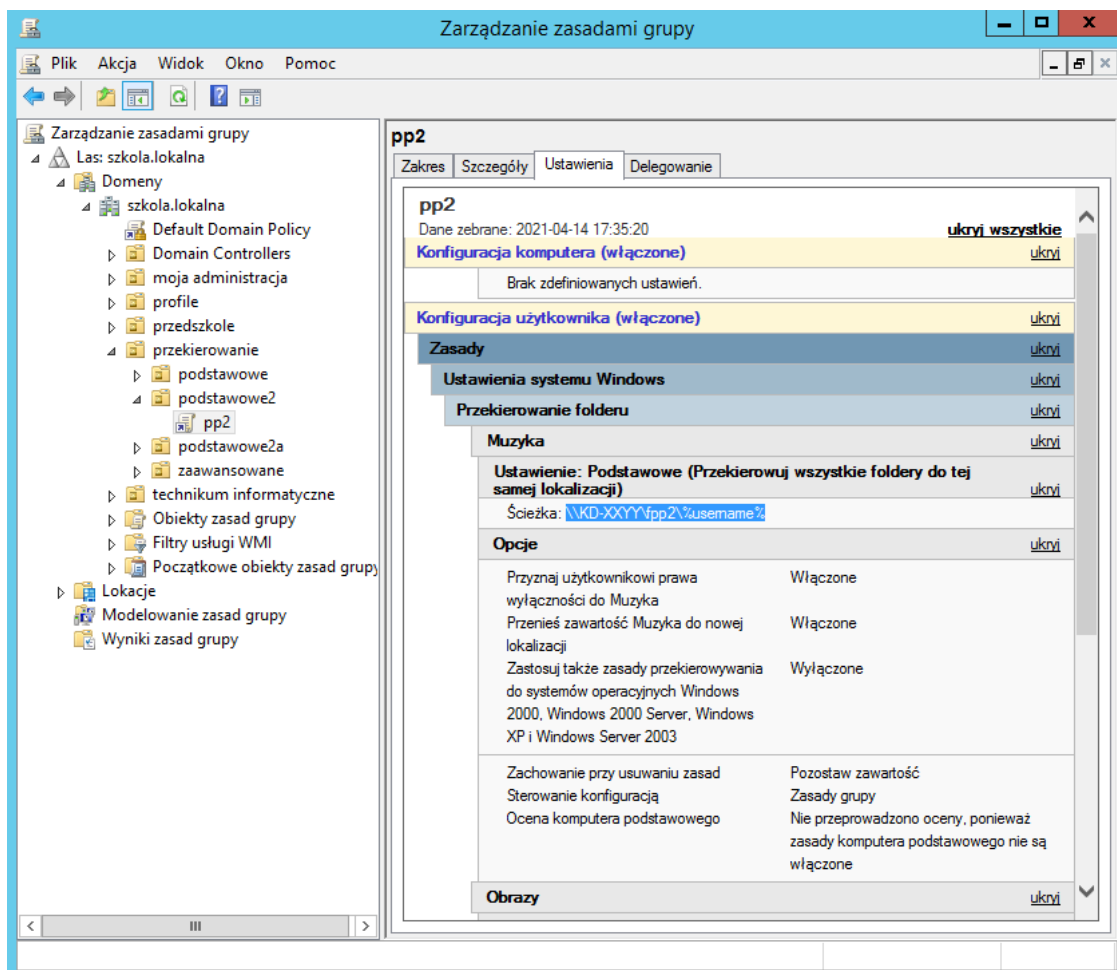 Zarządzanie zasadami grupy
Plik Akcja Widok Okno Pomoc
Zarządzanie zasadami grupy
Las: szkola.lokalna
Domeny
szkola.lokalna
Default Domain Policy
Domain Controllers
moja administracja
profile
przedszkole
przekierowanie
podstawowe
podstawowe2
pp2
podstawowe2a
zaawansowane
technikum informatyczne
Obiekty zasad grupy
Filtry usługi WMI
Początkowe obiekty zasad grupy
Lokacje
Modelowanie zasad grupy
Wyniki zasad grupy
pp2
Zakres Szczegóły Ustawienia Delegowanie
pp2
Dane zebrane: 2021-04-14 17:35:20 ukryj wszystkie
Konfiguracja komputera (włączone) ukryj
Brak zdefiniowanych ustawień.
Konfiguracja użytkownika (włączone) ukryj
Zasady ukryj
Ustawienia systemu Windows ukryj
Przekierowanie folderu ukryj
Muzyka ukryj
Ustawienie: Podstawowe (Przekierowuj wszystkie foldery do tej
samej lokalizacji) ukryj
Ścieżka: \\KD-XXYY\fpp2\%username%
Opcje ukryj
Przyznaj użytkownikowi prawa Włączone
wyłączności do Muzyka
Przenieś zawartość Muzyka do nowej Włączone
lokalizacji
Zastosuj także zasady przekierowywania Wyłączone
do systemów operacyjnych Windows
2000, Windows 2000 Server, Windows
XP i Windows Server 2003
Zachowanie przy usuwaniu zasad Pozostaw zawartość
Sterowanie konfiguracją Zasady grupy
Ocena komputera podstawowego Nie przeprowadzono oceny, ponieważ
zasady komputera podstawowego nie są
włączone
Obrazy ukryj